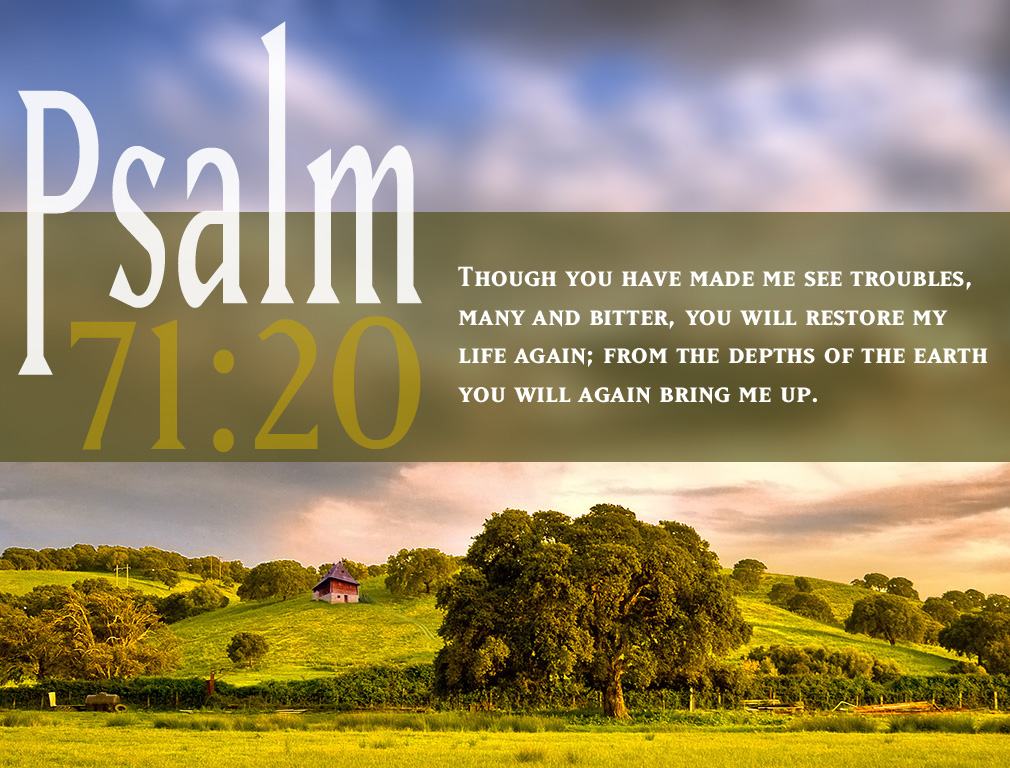 Psalm
71:20
Though you have made me see troubles,
many and bitter, you will restore my
life again; from the depths of the earth
you will again bring me up.